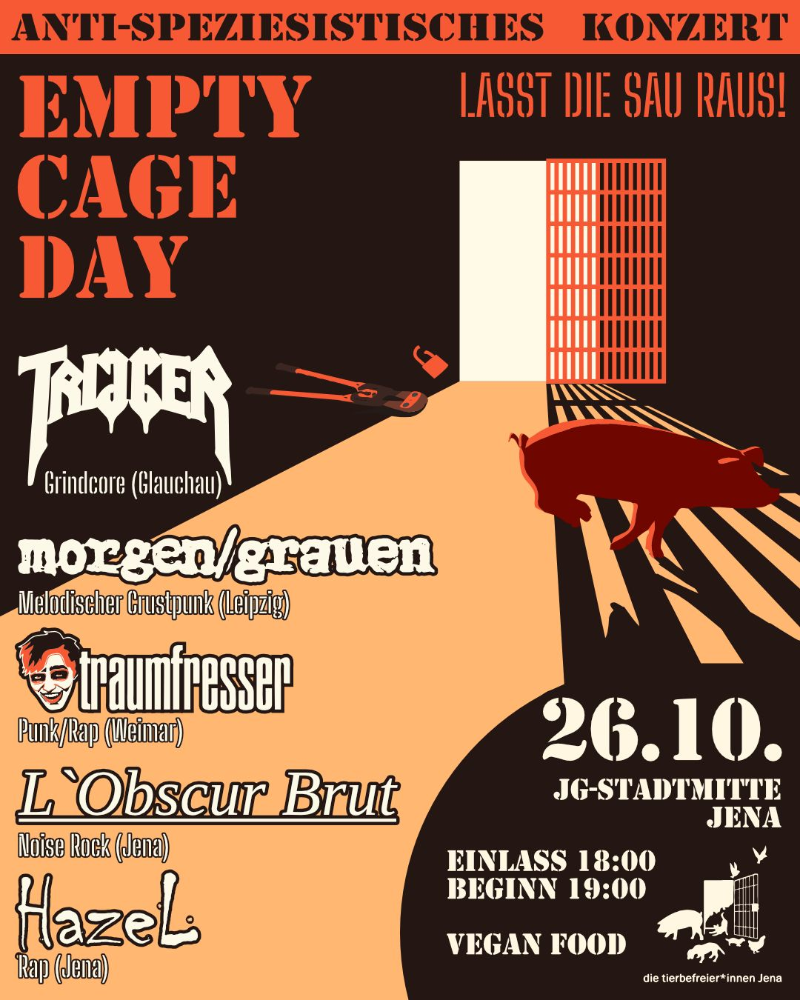 ANTI-SPEZIESISTISCHES KONZERT
EMPTY
CAGE
DAY
LASST DIE SAU RAUS!
TRIAGER
Grindcore (Glauchau)
morgen/grauen
Melodischer Crustpunk (Leipzig)
traumfresser
Punk/Rap (Weimar)
L`Obscur Brut
Noise Rock (Jena)
HazeL
Rap (Jena)
26.10.
JG-STADTMITTE
JENA
EINLASS 18:00
BEGINN 19:00
VEGAN FOOD
die tierbefreier*innen Jena